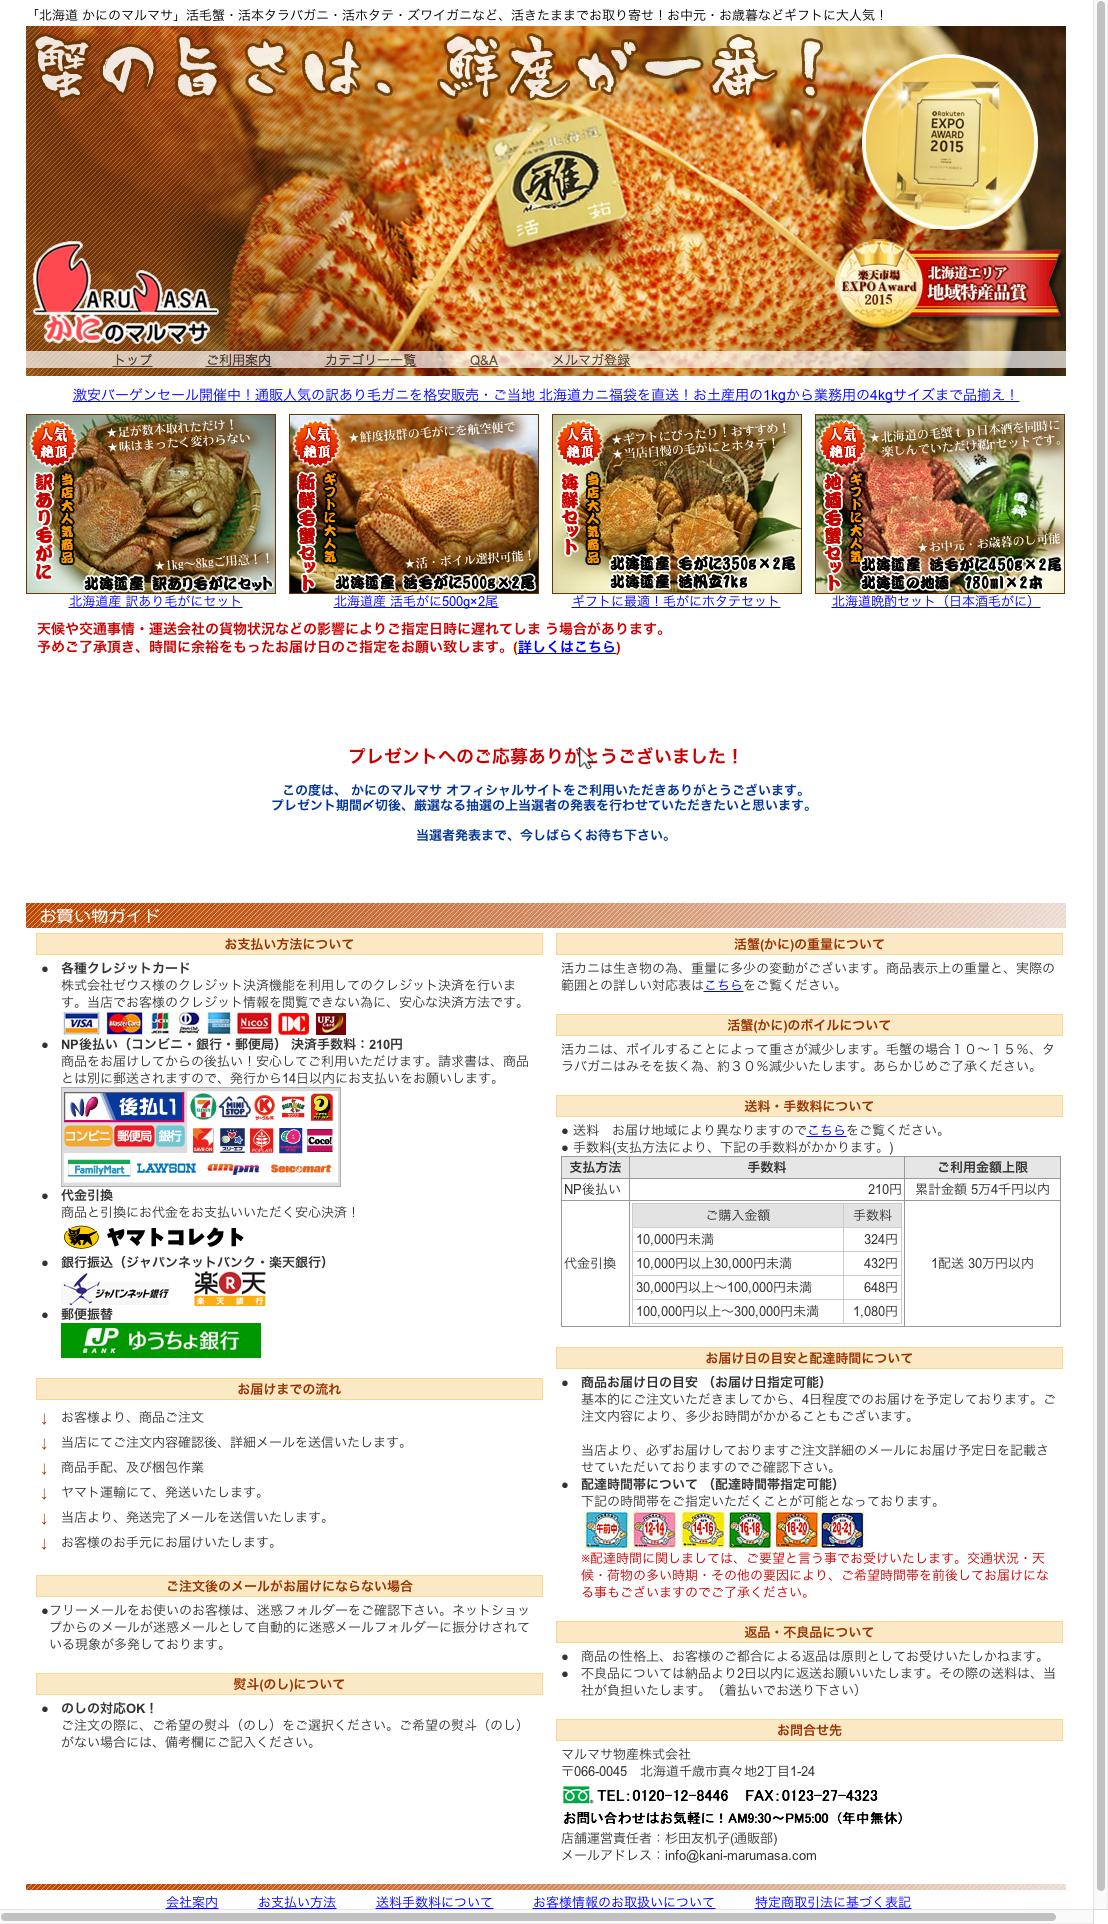 「北海道 かにのマルマサ」活毛蟹・活本タラバガニ・活ホタテ・ズワイガニなど、活きたままでお取り寄せ！お中元・お歳暮などギフトに大人気！
蟹の旨さは、鮮度が一番！
Rakuten
EXPO
AWARD
2015
北海道
雅
活 茹
楽天市場
EXPO Award
2015
北海道エリア
地域特産品賞
MARUMASA
かにのマルマサ
トップ ご利用案内 カテゴリー一覧 Q&A メルマガ登録
激安バーゲンセール開催中！通販人気の訳あり毛ガニを格安販売・ご当地 北海道カニ福袋を直送！お土産用の1kgから業務用の4kgサイズまで品揃え！
人気絶頂
★足が数本取れただけ！
★味はまったく変わらない
訳あり毛がに
当店大人気商品
★1kg～8kgご用意！！
北海道産 訳あり毛がにセット
人気絶頂
★鮮度抜群の毛がにを航空便で
新鮮毛蟹セット
ギフトに大人気
★活・ボイル選択可能！
北海道産 活毛がに500g×2尾
人気絶頂
★ギフトにぴったり！おすすめ！
★当店自慢の毛がにとホタテ！
海鮮セット
当店大人気商品
北海道産 毛がに350g×2尾
北海道産 活帆立1kg
人気絶頂
★北海道の毛蟹ｔｐ日本酒を同時に
楽しんでいただけ願rセットです。
地酒毛蟹セット
ギフトに大人気
★お中元・お歳暮のし可能
北海道産 活毛がに450g×2尾
北海道の地酒 180ml×2本
北海道産 訳あり毛がにセット
北海道産 活毛がに500g×2尾
ギフトに最適！毛がにホタテセット
北海道晩酌セット（日本酒毛がに）
天候や交通事情・運送会社の貨物状況などの影響によりご指定日時に遅れてしま う場合があります。
予めご了承頂き、時間に余裕をもったお届け日のご指定をお願い致します。(詳しくはこちら)
プレゼントへのご応募ありがとうございました！
この度は、 かにのマルマサ オフィシャルサイトをご利用いただきありがとうございます。
プレゼント期間〆切後、厳選なる抽選の上当選者の発表を行わせていただきたいと思います。
当選者発表まで、今しばらくお待ち下さい。
お買い物ガイド
お支払い方法について
● 各種クレジットカード
株式会社ゼウス様のクレジット決済機能を利用してのクレジット決済を行います。当店でお客様のクレジット情報を閲覧できない為に、安心な決済方法です。
VISA MasterCard JCB Diners Club NICOS UFJ Card
● NP後払い（コンビニ・銀行・郵便局） 決済手数料：210円
商品をお届けしてからの後払い！安心してご利用いただけます。請求書は、商品
とは別に郵送されますので、発行から14日以内にお支払いをお願いします。
NP 後払い
MINI STOP サークルK
コンビニ 郵便局 銀行
SAVE ON スリーエフ Coco!
FamilyMart LAWSON ampm Seicomart
● 代金引換
商品と引換にお代金をお支払いいただく安心決済！
ヤマトコレクト
● 銀行振込（ジャパンネットバンク・楽天銀行）
ジャパンネット銀行 楽R天
楽天銀行
● 郵便振替
JP BANK ゆうちょ銀行
お届けまでの流れ
↓ お客様より、商品ご注文
↓ 当店にてご注文内容確認後、詳細メールを送信いたします。
↓ 商品手配、及び梱包作業
↓ ヤマト運輸にて、発送いたします。
↓ 当店より、発送完了メールを送信いたします。
↓ お客様のお手元にお届けいたします。
ご注文後のメールがお届けにならない場合
●フリーメールをお使いのお客様は、迷惑フォルダーをご確認下さい。ネットショッ
プからのメールが迷惑メールとして自動的に迷惑メールフォルダーに振分けされて
いる現象が多発しております。
熨斗(のし)について
● のしの対応OK！
ご注文の際に、ご希望の熨斗（のし）をご選択ください。ご希望の熨斗（のし）
がない場合には、備考欄にご記入ください。
活蟹(かに)の重量について
活カニは生き物の為、重量に多少の変動がございます。商品表示上の重量と、実際の
範囲との詳しい対応表はこちらをご覧ください。
活蟹(かに)のボイルについて
活カニは、ボイルすることによって重さが減少します。毛蟹の場合１０～１５％、タ
ラバガニはみそを抜く為、約３０％減少いたします。あらかじめご了承ください。
送料・手数料について
● 送料　お届け地域により異なりますのでこちらをご覧ください。
● 手数料(支払方法により、下記の手数料がかかります。)
支払方法 手数料 ご利用金額上限
NP後払い 210円 累計金額 5万4千円以内
代金引換 ご購入金額 手数料 1配送 30万円以内
10,000円未満 324円
10,000円以上30,000円未満 432円
30,000円以上～100,000円未満 648円
100,000円以上～300,000円未満 1,080円
お届け日の目安と配達時間について
● 商品お届け日の目安 （お届け日指定可能）
基本的にご注文いただきましてから、4日程度でのお届けを予定しております。ご
注文内容により、多少お時間がかかることもございます。
当店より、必ずお届けしておりますご注文詳細のメールにお届け予定日を記載さ
せていただいておりますのでご確認下さい。
● 配達時間帯について （配達時間帯指定可能）
下記の時間帯をご指定いただくことが可能となっております。
午前中 12-14 14-16 16-18 18-20 20-21
※配達時間に関しましては、ご要望と言う事でお受けいたします。交通状況・天
候・荷物の多い時期・その他の要因により、ご希望時間帯を前後してお届けにな
る事もございますのでご了承ください。
返品・不良品について
● 商品の性格上、お客様のご都合による返品は原則としてお受けいたしかねます。
● 不良品については納品より2日以内に返送お願いいたします。その際の送料は、当
社が負担いたします。（着払いでお送り下さい）
お問合せ先
マルマサ物産株式会社
〒066-0045　北海道千歳市真々地2丁目1-24
TEL:0120-12-8446　FAX:0123-27-4323
お問い合わせはお気軽に！AM9:30～PM5:00（年中無休）
店舗運営責任者：杉田友机子(通販部)
メールアドレス：info@kani-marumasa.com
会社案内 お支払い方法 送料手数料について お客様情報のお取扱いについて 特定商取引法に基づく表記